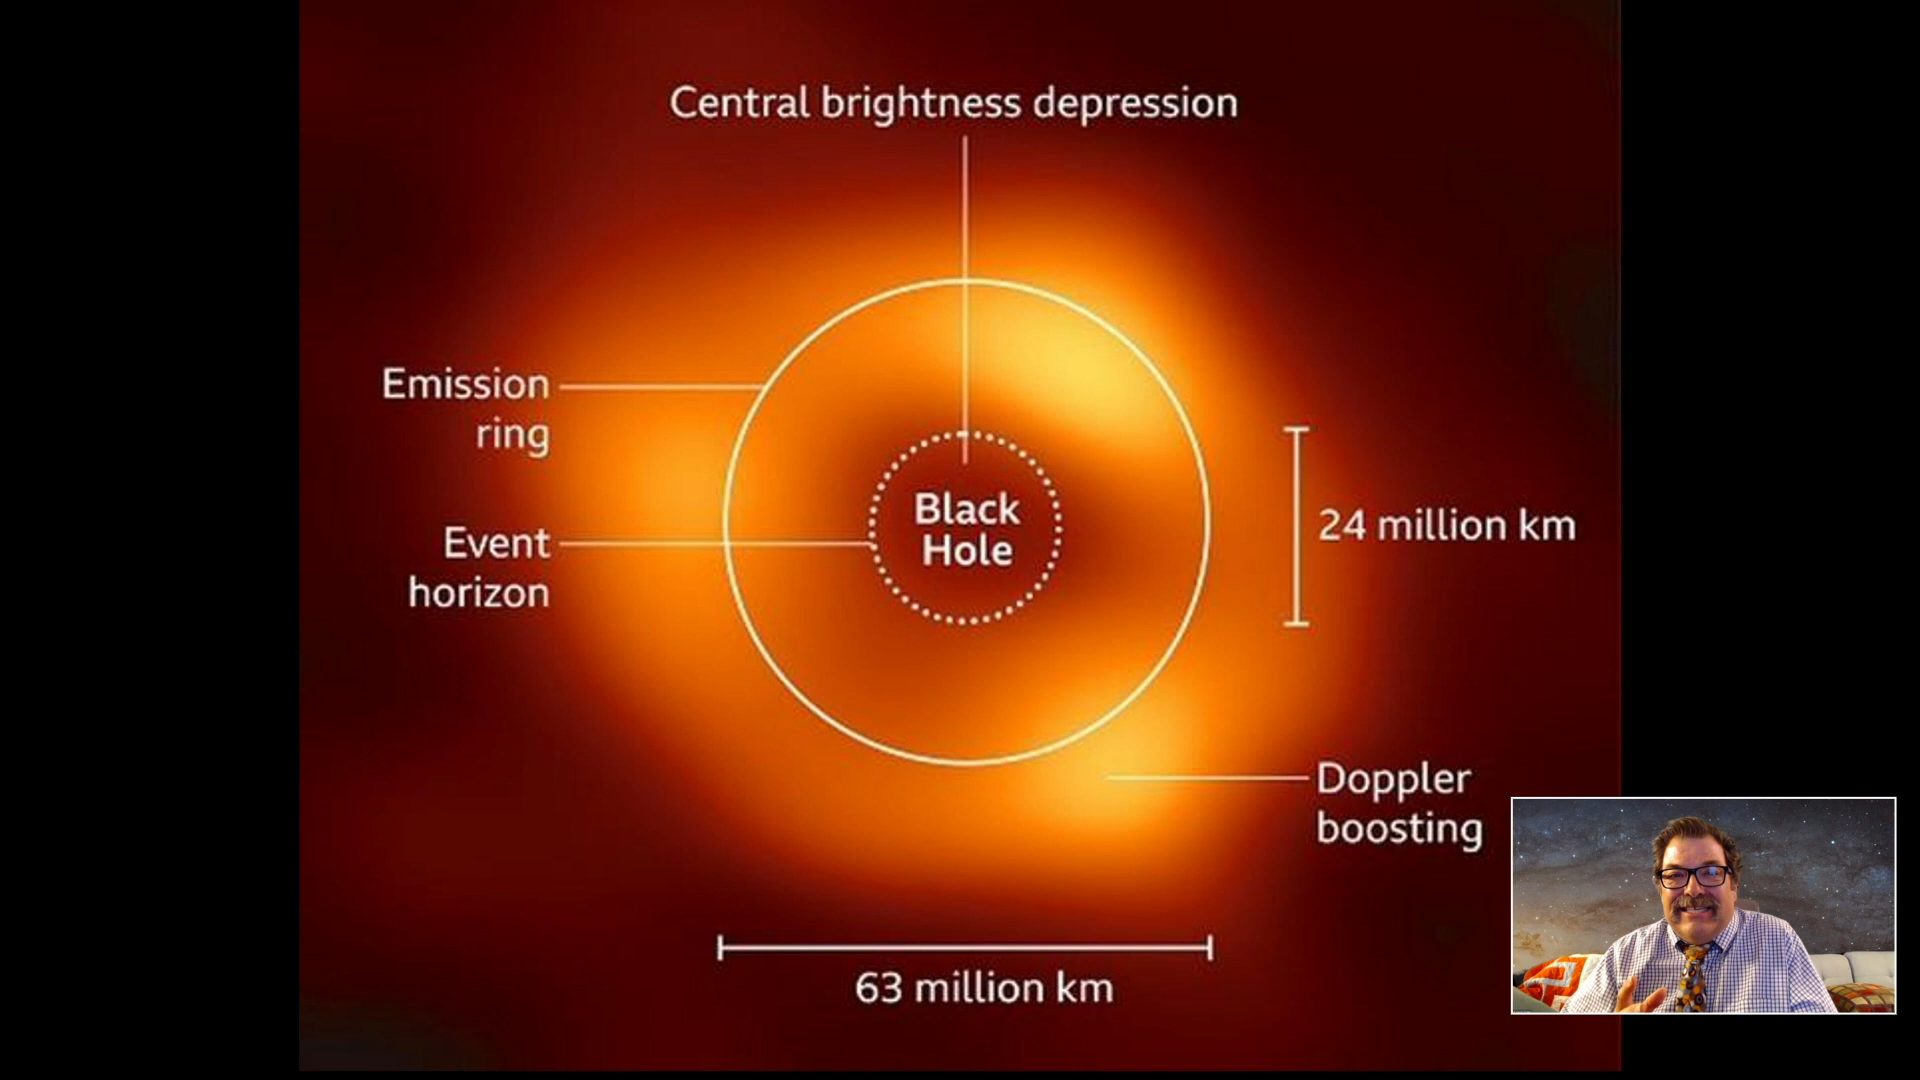 Central brightness depression
Emission
ring
Event
horizon
Black
Hole
24 million km
Doppler
boosting
63 million km